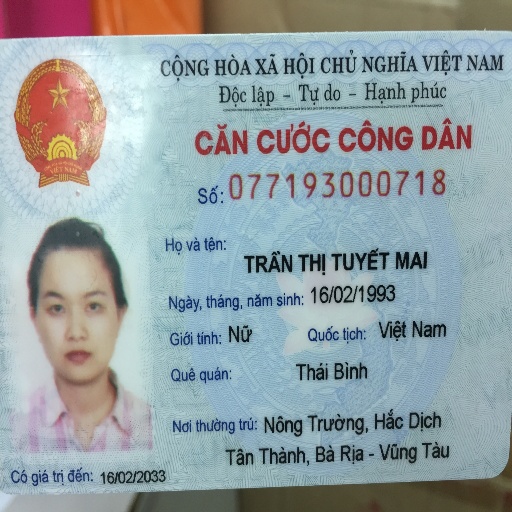 CỘNG HÒA XÃ HỘI CHỦ NGHĨA VIỆT NAM
Độc lập - Tự do - Hạnh phúc
CĂN CƯỚC CÔNG DÂN
Số: 077193000718
Họ và tên:
TRẦN THỊ TUYẾT MAI
Ngày, tháng, năm sinh: 16/02/1993
Giới tính: Nữ Quốc tịch: Việt Nam
Quê quán: Thái Bình
Nơi thường trú: Nông Trường, Hắc Dịch
Tân Thành, Bà Rịa - Vũng Tàu
Có giá trị đến: 16/02/2033